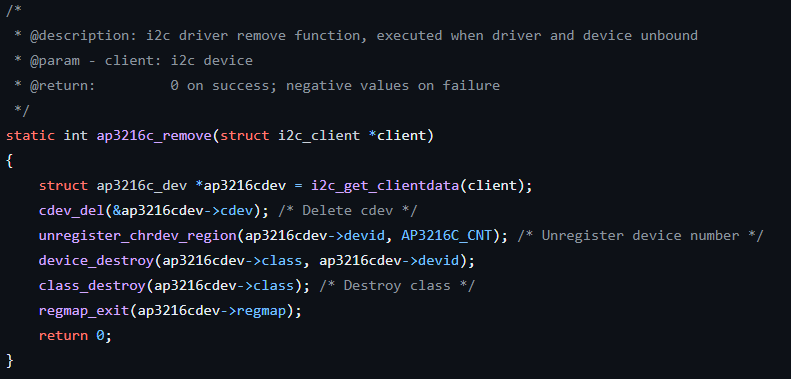 /*
 * @description: i2c driver remove function, executed when driver and device unbound
 * @param - client: i2c device
 * @return:         0 on success; negative values on failure
 */
static int ap3216c_remove(struct i2c_client *client)
{
    struct ap3216c_dev *ap3216cdev = i2c_get_clientdata(client);
    cdev_del(&ap3216cdev->cdev); /* Delete cdev */
    unregister_chrdev_region(ap3216cdev->devid, AP3216C_CNT); /* Unregister device number */
    device_destroy(ap3216cdev->class, ap3216cdev->devid);
    class_destroy(ap3216cdev->class); /* Destroy class */
    regmap_exit(ap3216cdev->regmap);
    return 0;
}